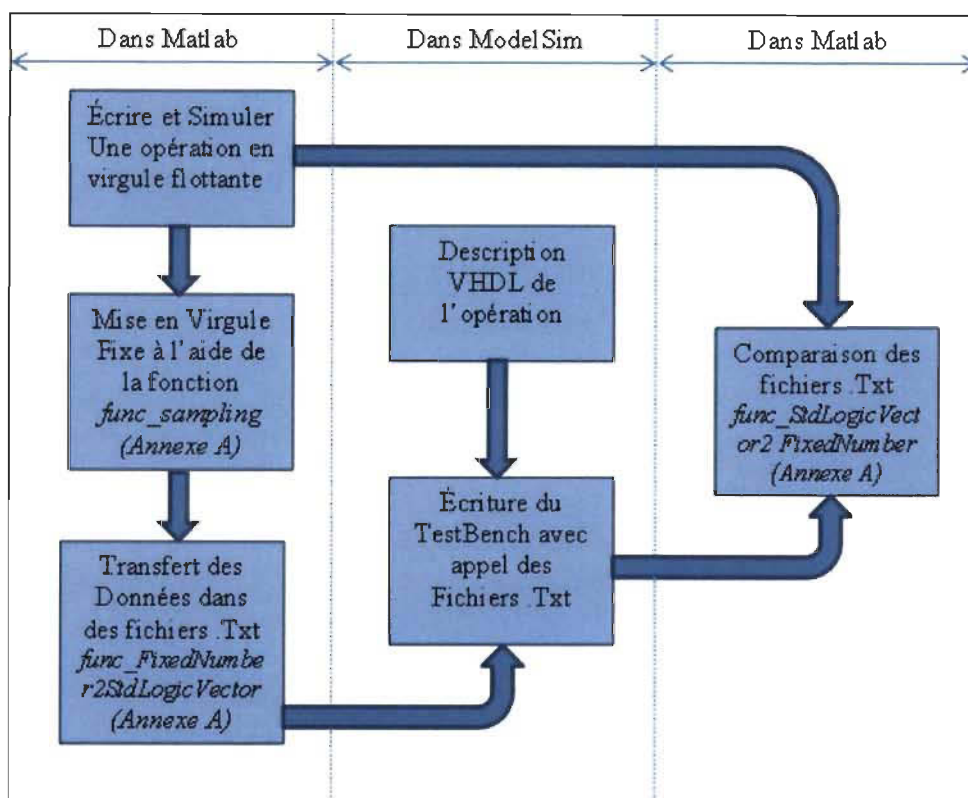 Dans Matlab
Dans ModelSim
Dans Matlab
Écrire et Simuler
Une opération en
virgule flottante
Mise en Virgule
Fixe à l'aide de
la fonction
func_sampling
(Annexe A)
Transfert des
Données dans
des fichiers .Txt
func_FixedNumbe
r2StdLogicVector
(Annexe A)
Description
VHDL de
l'opération
Écriture du
TestBench avec
appel des
Fichiers .Txt
Comparaison des
fichiers .Txt
func_StdLogicVect
or2FixedNumber
(Annexe A)